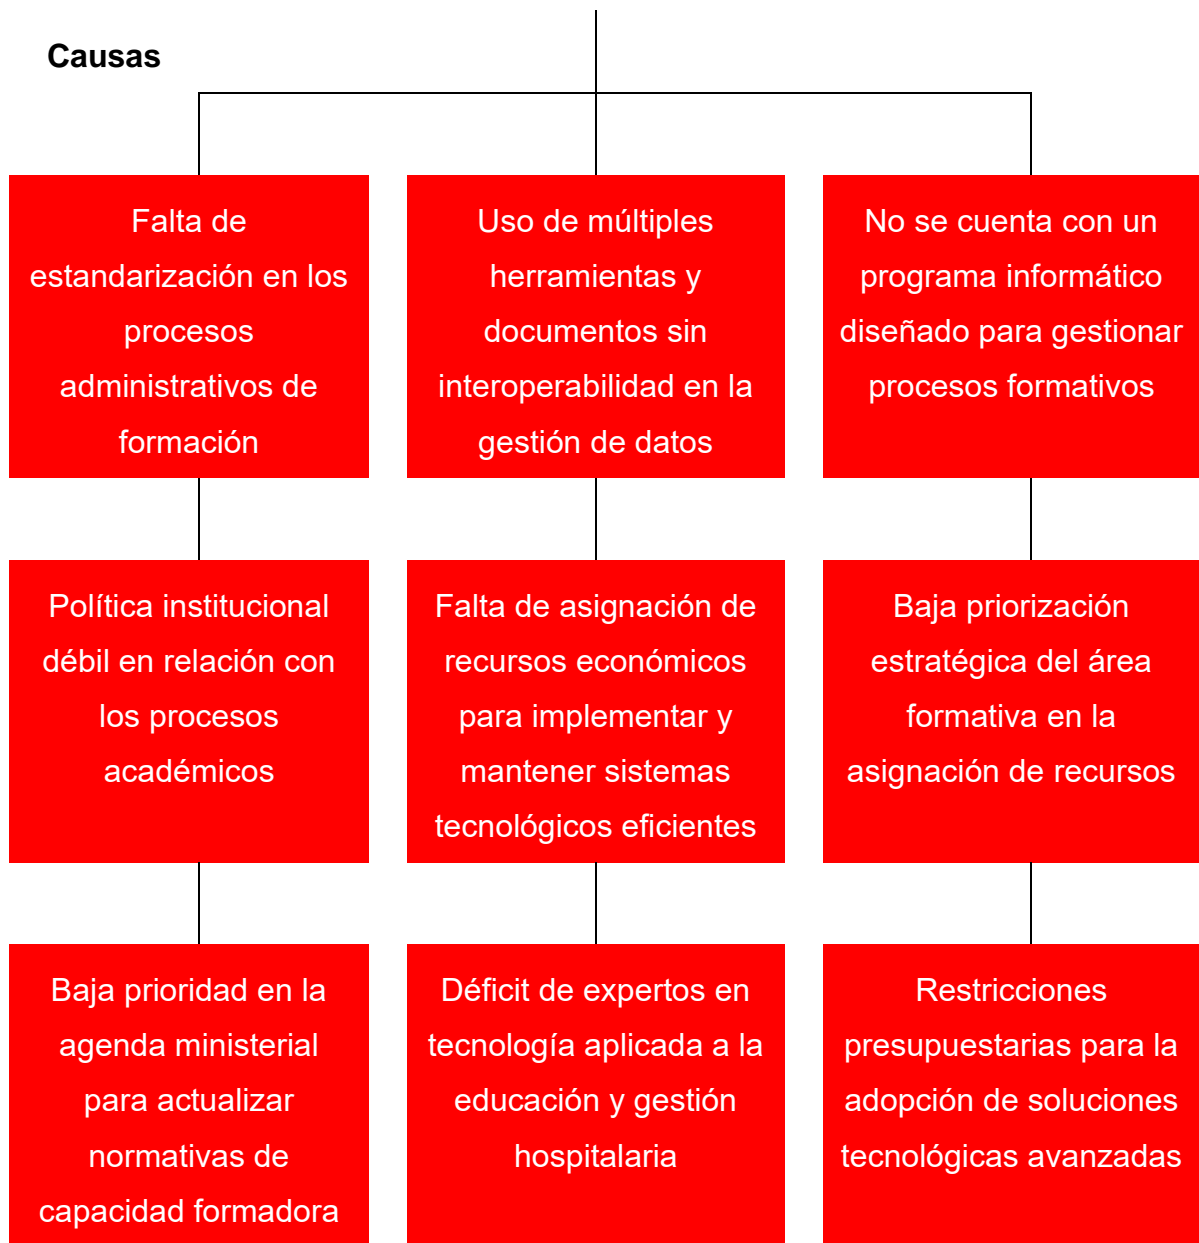 Causas
Falta de
estandarización en los
procesos
administrativos de
formación
Uso de múltiples
herramientas y
documentos sin
interoperabilidad en la
gestión de datos
No se cuenta con un
programa informático
diseñado para gestionar
procesos formativos
Política institucional
débil en relación con
los procesos
académicos
Falta de asignación de
recursos económicos
para implementar y
mantener sistemas
tecnológicos eficientes
Baja priorización
estratégica del área
formativa en la
asignación de recursos
Baja prioridad en la
agenda ministerial
para actualizar
normativas de
capacidad formadora
Déficit de expertos en
tecnología aplicada a la
educación y gestión
hospitalaria
Restricciones
presupuestarias para la
adopción de soluciones
tecnológicas avanzadas